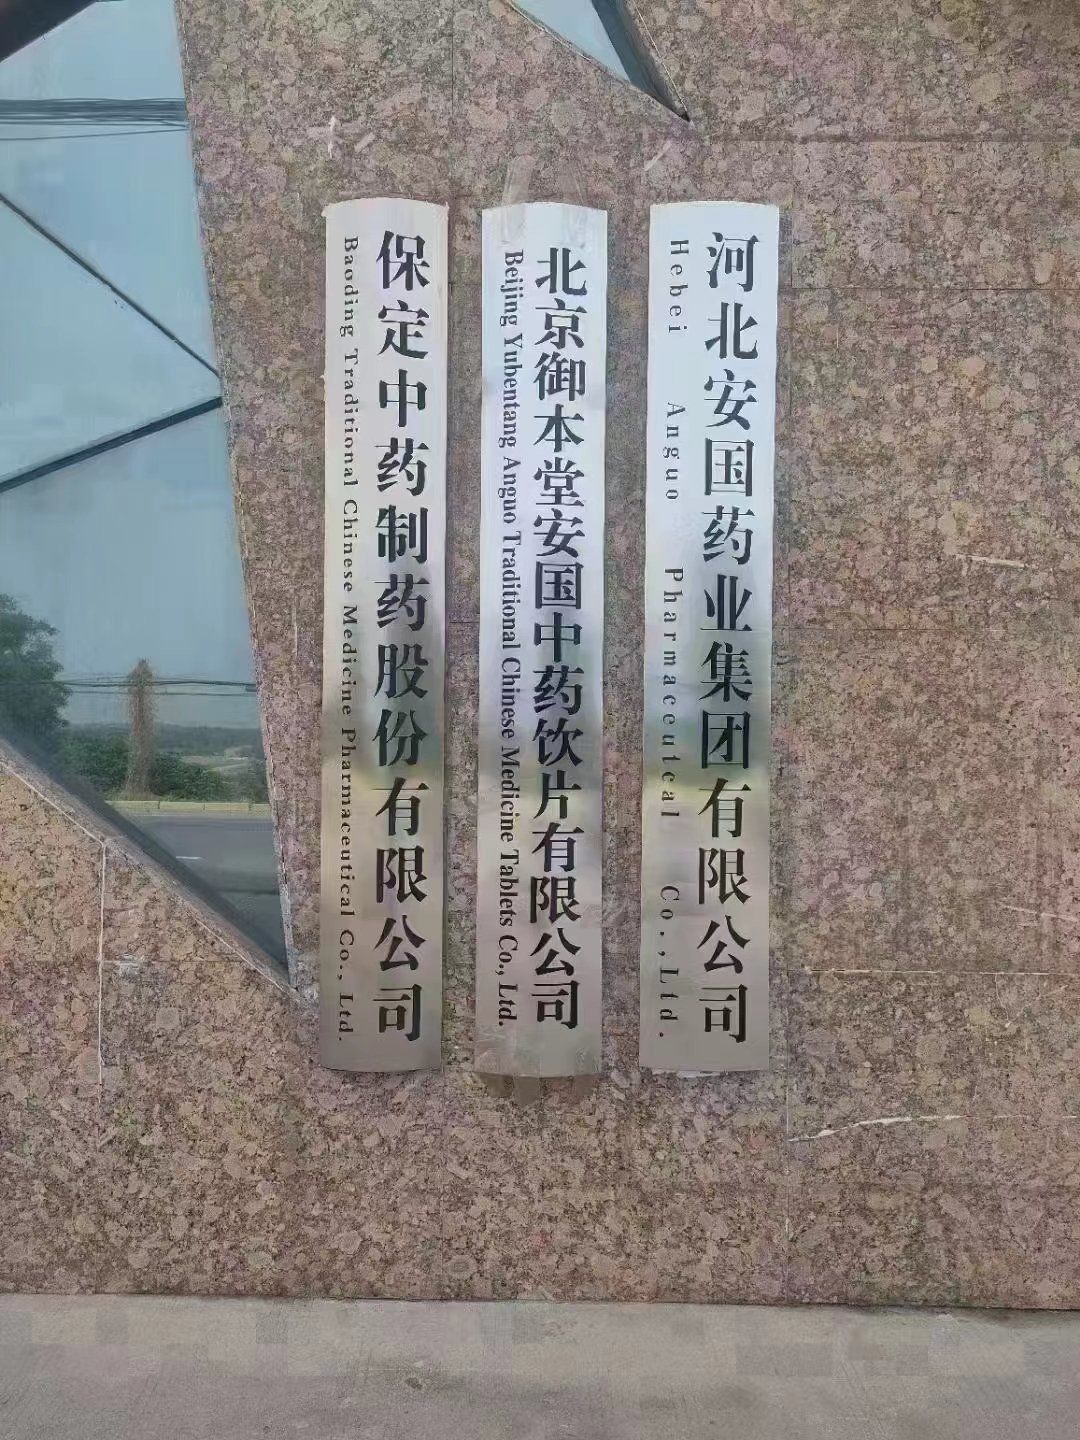 保定中药制药股份有限公司
Baoding Traditional Chinese Medicine Pharmaceutical Co., Ltd.
北京御本堂安国中药饮片有限公司
Beijing Yubentang Anguo Traditional Chinese Medicine Tablets Co., Ltd.
河北安国药业集团有限公司
Hebei Anguo Pharmaceuteal Co.,Ltd.